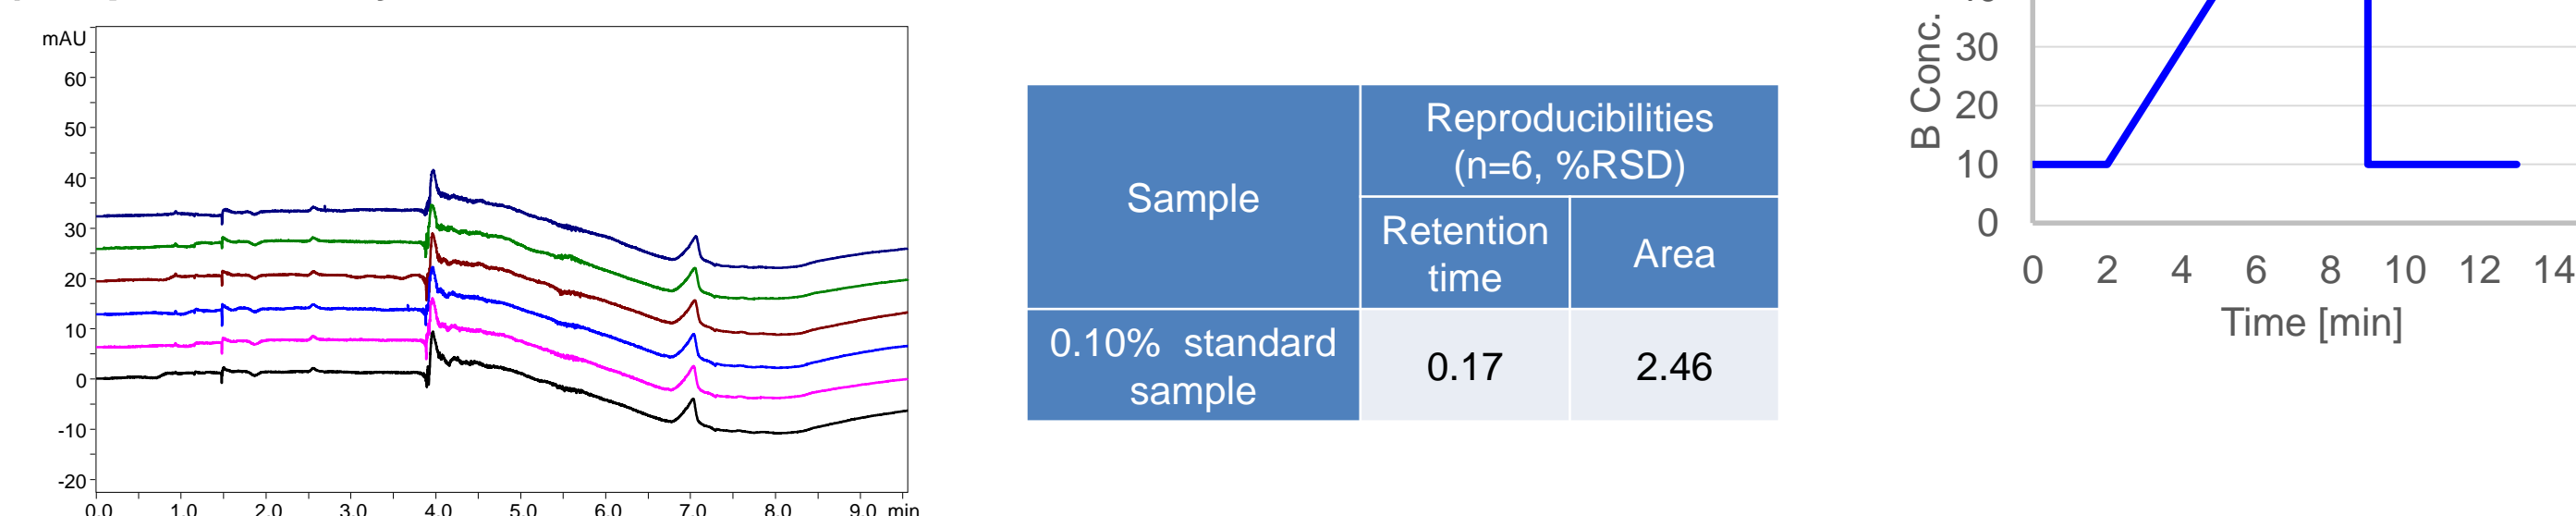 mAU
60
50
40
30
20
10
0
-10
-20
0.0 1.0 2.0 3.0 4.0 5.0 6.0 7.0 8.0 9.0 min
Sample
Reproducibilities
(n=6, %RSD)
Retention
time
Area
0.10% standard
sample
0.17
2.46
B Conc.
30
20
10
0
0 2 4 6 8 10 12 14
Time [min]